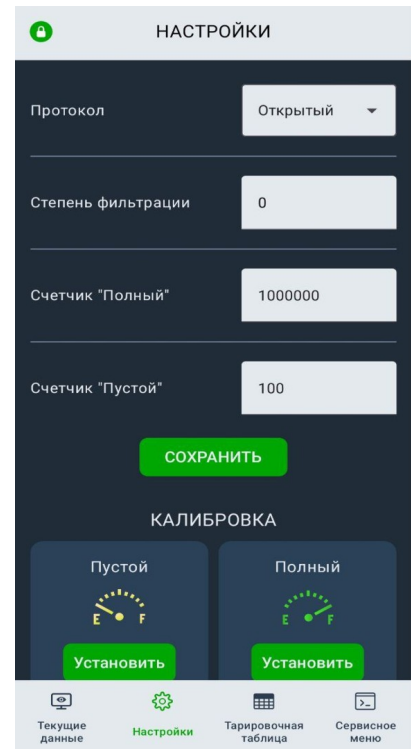 НАСТРОЙКИ
Протокол
Открытый
Степень фильтрации
0
Счетчик "Полный"
1000000
Счетчик "Пустой"
100
СОХРАНИТЬ
КАЛИБРОВКА
Пустой
Полный
E F
E F
Установить
Установить
Текущие
данные
Настройки
Тарировочная
таблица
Сервисное
меню